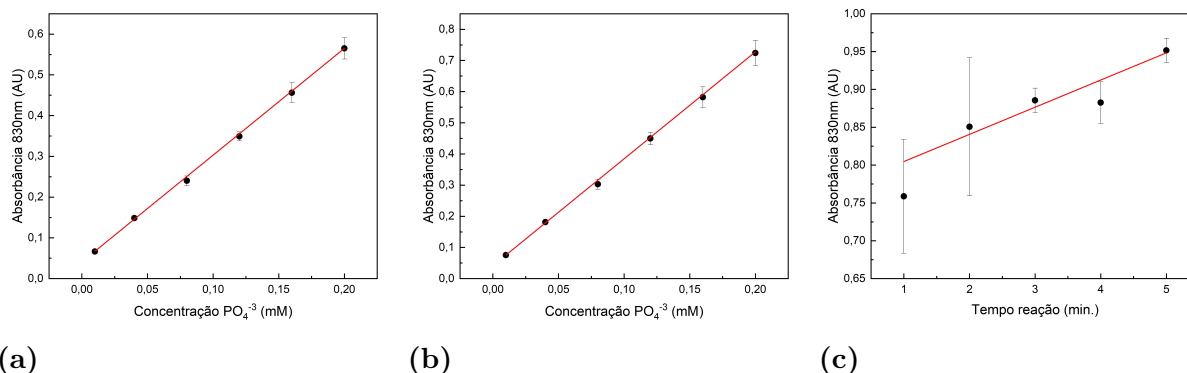 0,6
0,5
0,4
0,3
0,2
0,1
0,0
Absorbância 830nm (AU)
0,00 0,05 0,10 0,15 0,20
Concentração PO₄⁻³ (mM)
(a)
0,8
0,7
0,6
0,5
0,4
0,3
0,2
0,1
0,0
Absorbância 830nm (AU)
0,00 0,05 0,10 0,15 0,20
Concentração PO₄⁻³ (mM)
(b)
1,00
0,95
0,90
0,85
0,80
0,75
0,70
0,65
Absorbância 830nm (AU)
1 2 3 4 5
Tempo reação (min.)
(c)